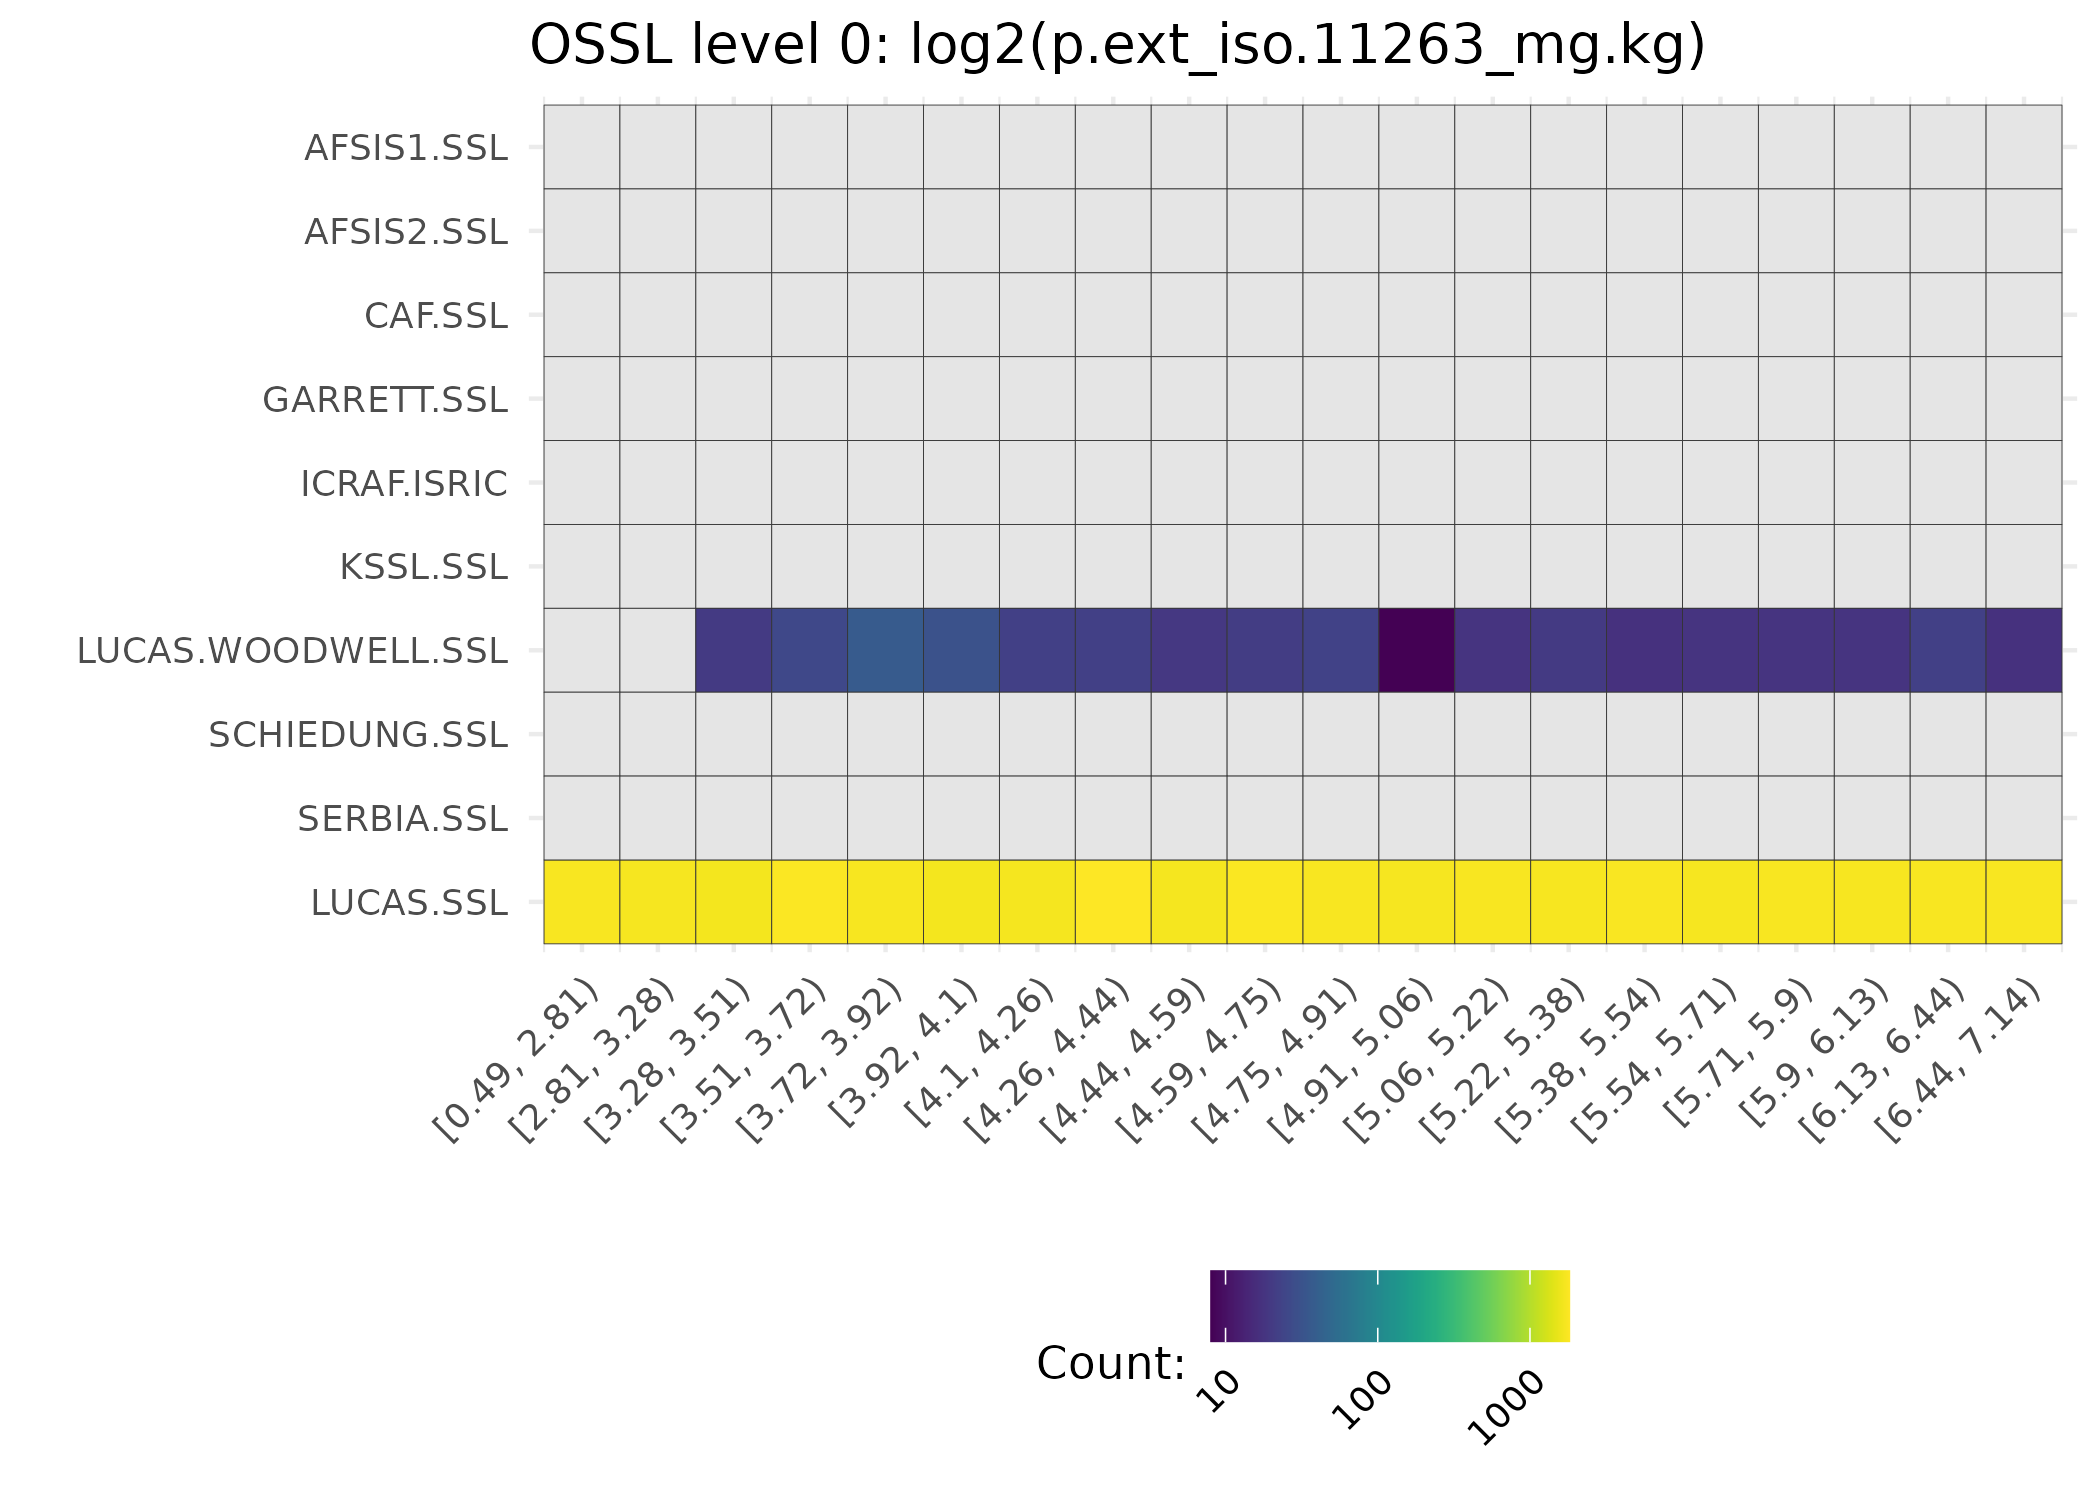 OSSL level 0: log2(p.ext_iso.11263_mg.kg)
AFSIS1.SSL
AFSIS2.SSL
CAF.SSL
GARRETT.SSL
ICRAF.ISRIC
KSSL.SSL
LUCAS.WOODWELL.SSL
SCHIEDUNG.SSL
SERBIA.SSL
LUCAS.SSL
[0.49, 2.81)
[2.81, 3.28)
[3.28, 3.51)
[3.51, 3.72)
[3.72, 3.92)
[3.92, 4.1)
[4.1, 4.26)
[4.26, 4.44)
[4.44, 4.59)
[4.59, 4.75)
[4.75, 4.91)
[4.91, 5.06)
[5.06, 5.22)
[5.22, 5.38)
[5.38, 5.54)
[5.54, 5.71)
[5.71, 5.9)
[5.9, 6.13)
[6.13, 6.44)
[6.44, 7.14)
Count:
10
100
1000